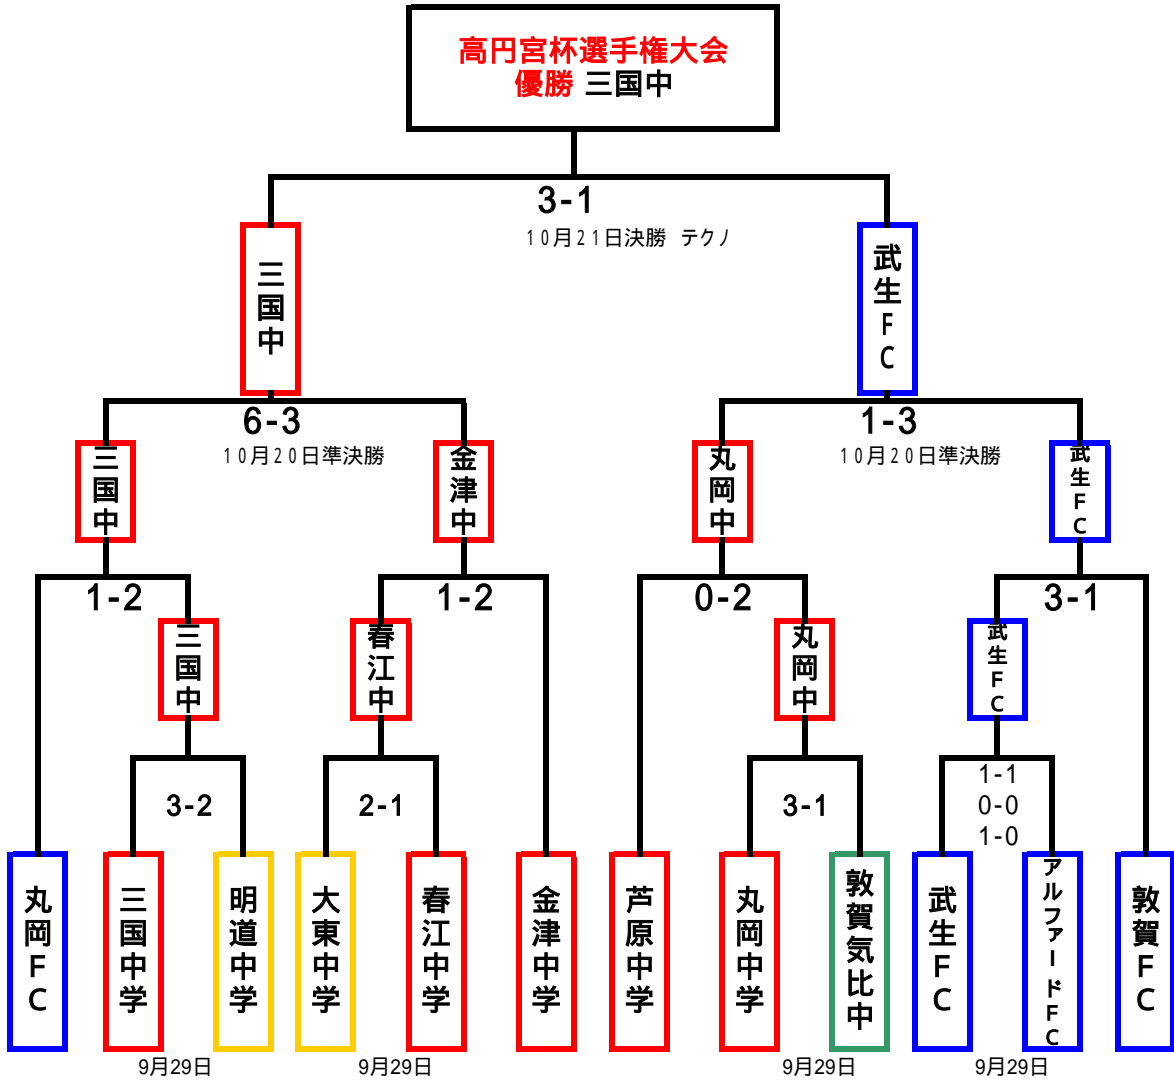 高円宮杯選手権大会
優勝 三国中
3-1
10月21日決勝 テクノ
三国中
武生FC
6-3
10月20日準決勝
1-3
10月20日準決勝
三国中
金津中
丸岡中
武生FC
1-2
1-2
0-2
3-1
三国中
春江中
丸岡中
武生FC
3-2
2-1
3-1
1-1
0-0
1-0
丸岡FC
三国中学
明道中学
大東中学
春江中学
金津中学
芦原中学
丸岡中学
敦賀気比中
武生FC
アルファードFC
敦賀FC
9月29日
9月29日
9月29日
9月29日